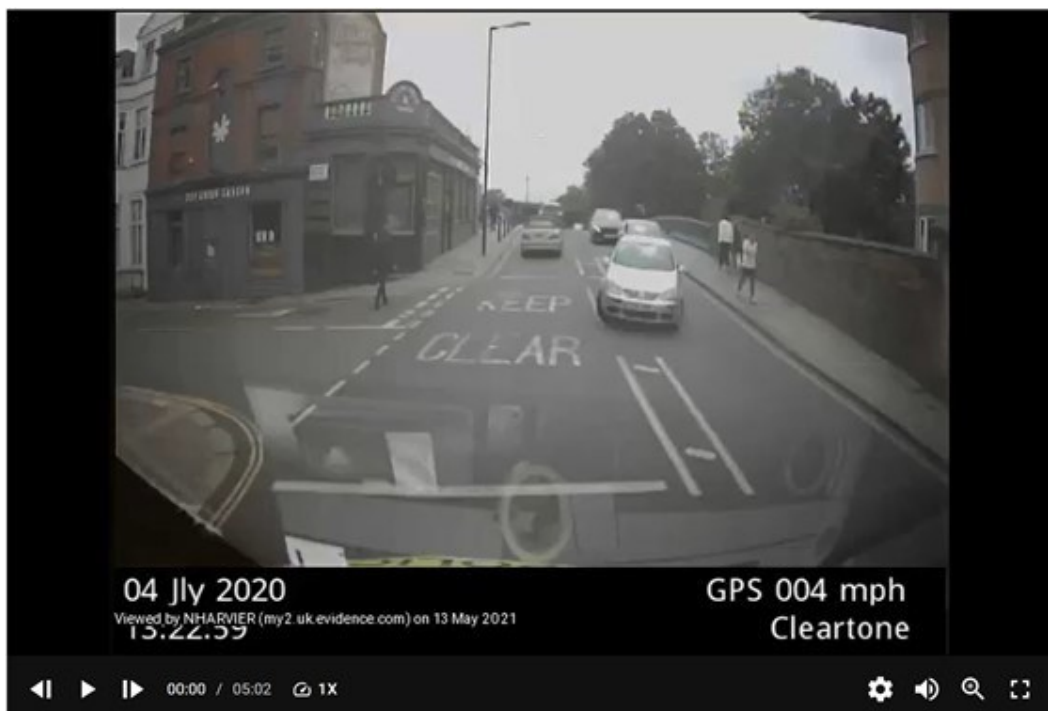 KEEP
CLEAR
04 Jly 2020
GPS 004 mph
Viewed by NHARVIER (my2.uk.evidence.com) on 13 May 2021
13:22:59
Cleartone
00:00 / 05:02
1X